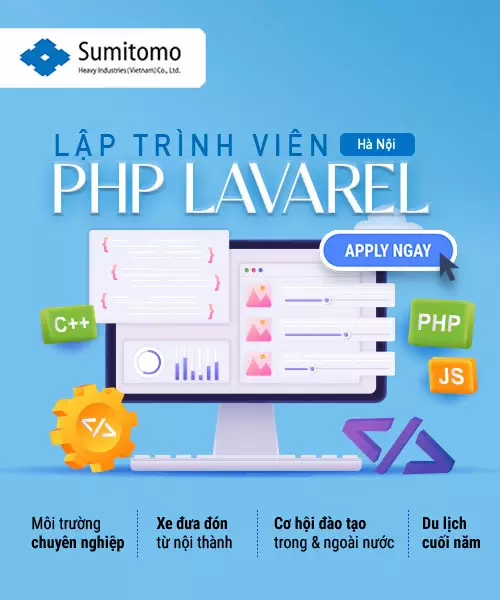 Sumitomo
Heavy Industries (Vietnam) Co., Ltd.
LẬP TRÌNH VIÊN
Hà Nội
PHP LAVAREL
APPLY NGAY
C++
PHP
JS
</>
</>
Môi trường
chuyên nghiệp
Xe đưa đón
từ nội thành
Cơ hội đào tạo
trong & ngoài nước
Du lịch
cuối năm